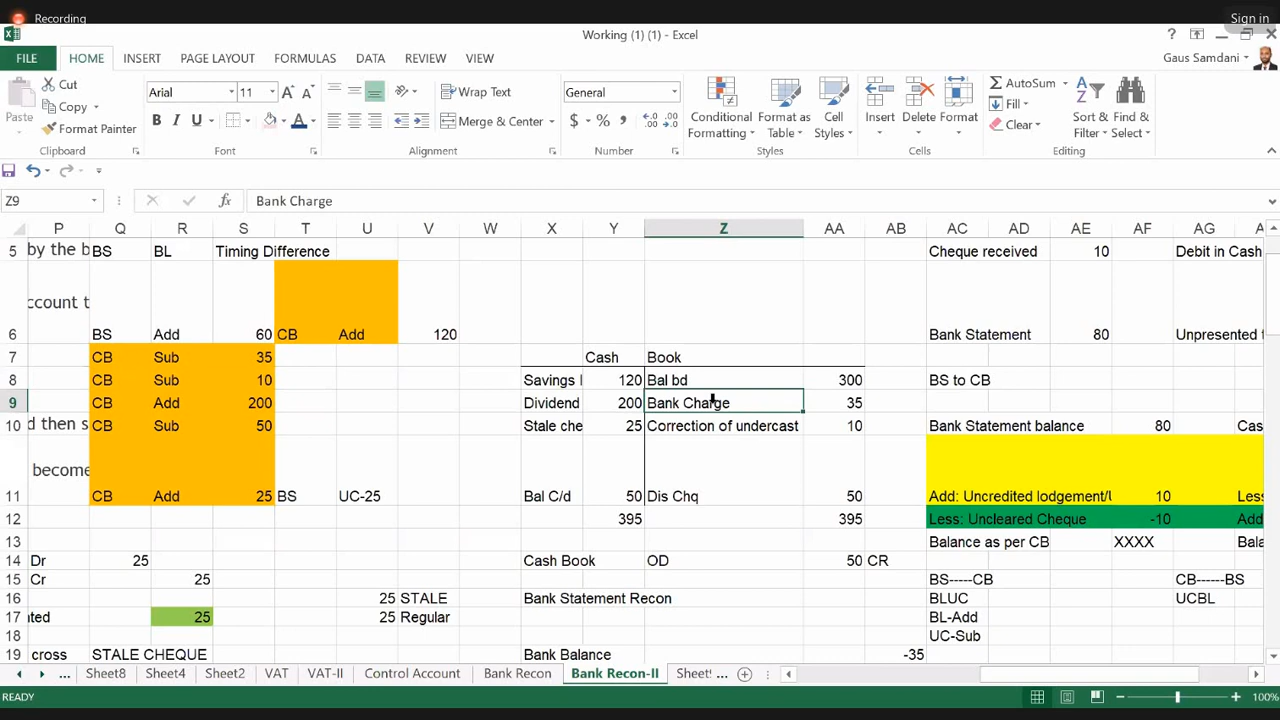 Recording
Sign in
Working (1) (1) - Excel
FILE HOME INSERT PAGE LAYOUT FORMULAS DATA REVIEW VIEW
Gaus Samdani
Paste
Cut
Copy
Format Painter
Clipboard
Arial 11
B I U
Font
Wrap Text
Merge & Center
Alignment
General
$ % ,
Number
Conditional Formatting
Format as Table
Cell Styles
Styles
Insert Delete Format
Cells
AutoSum
Fill
Clear
Sort & Filter
Find & Select
Editing
Z9 fx Bank Charge
P Q R S T U V W X Y Z AA AB AC AD AE AF AG
5 by the b BS BL Timing Difference Cheque received 10 Debit in Cash
ccount t
6 BS Add 60 CB Add 120 Bank Statement 80 Unpresented t
7 CB Sub 35 Cash Book
8 CB Sub 10 Savings 120 Bal bd 300 BS to CB
9 CB Add 200 Dividend 200 Bank Charge 35
10 d then s CB Sub 50 Stale che 25 Correction of undercast 10 Bank Statement balance 80 Cas
become
11 CB Add 25 BS UC-25 Bal C/d 50 Dis Chq 50 Add: Uncredited lodgement/ 10 Les
12 395 395 Less: Uncleared Cheque -10 Add
13 Balance as per CB XXXX Bala
14 Dr 25 Cash Book OD 50 CR
15 Cr 25 BS-----CB CB------BS
16 25 STALE Bank Statement Recon BLUC UCBL
17 nted 25 25 Regular BL-Add
18 UC-Sub
19 cross STALE CHEQUE Bank Balance -35
... Sheet8 Sheet4 Sheet2 VAT VAT-II Control Account Bank Recon Bank Recon-II Sheet ...
READY 100%